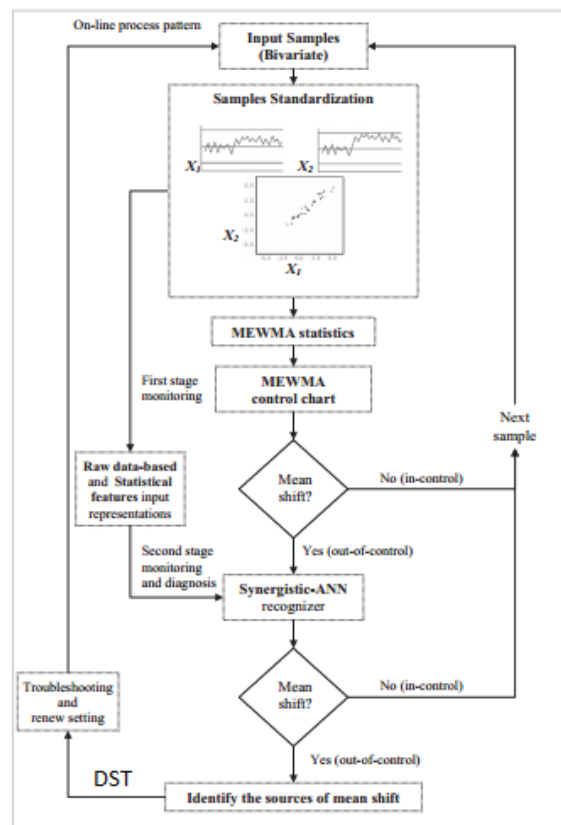 On-line process pattern
Input Samples
(Bivariate)
Samples Standardization
X1
X2
X2
X1
MEWMA statistics
First stage
monitoring
MEWMA
control chart
Next
sample
Raw data-based
and Statistical
features input
representations
Mean
shift?
No (in-control)
Yes (out-of-control)
Second stage
monitoring
and diagnosis
Synergistic-ANN
recognizer
Troubleshooting
and
renew setting
Mean
shift?
No (in-control)
Yes (out-of-control)
DST
Identify the sources of mean shift